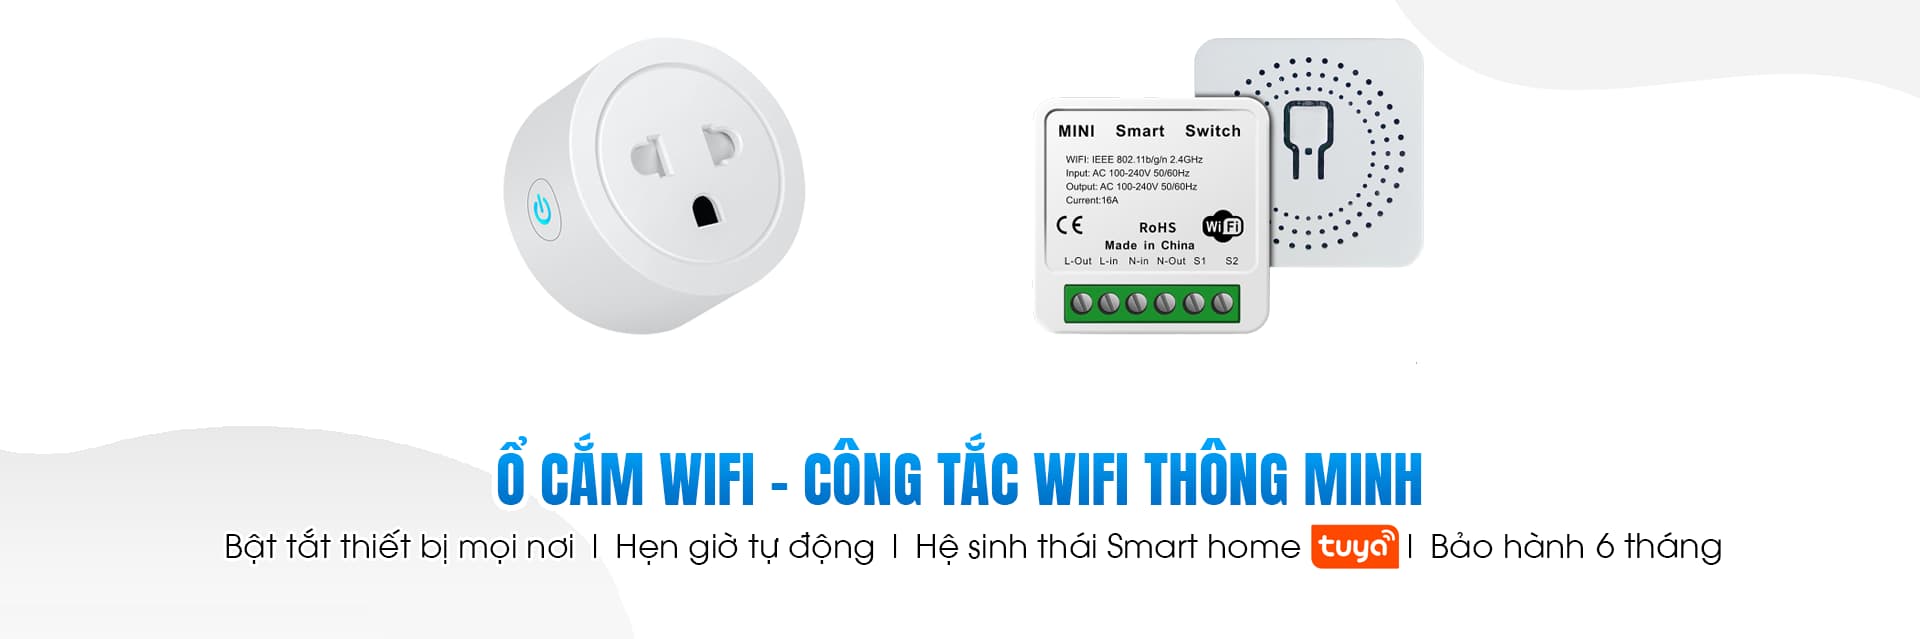 MINI Smart Switch
WIFI: IEEE 802.11b/g/n 2.4GHz
Input: AC 100-240V 50/60Hz
Output: AC 100-240V 50/60Hz
Current:16A
CE RoHS WiFi
Made in China
L-Out L-in N-in N-Out S1 S2
Ổ CẮM WIFI - CÔNG TẮC WIFI THÔNG MINH
Bật tắt thiết bị mọi nơi | Hẹn giờ tự động | Hệ sinh thái Smart home tuya | Bảo hành 6 tháng